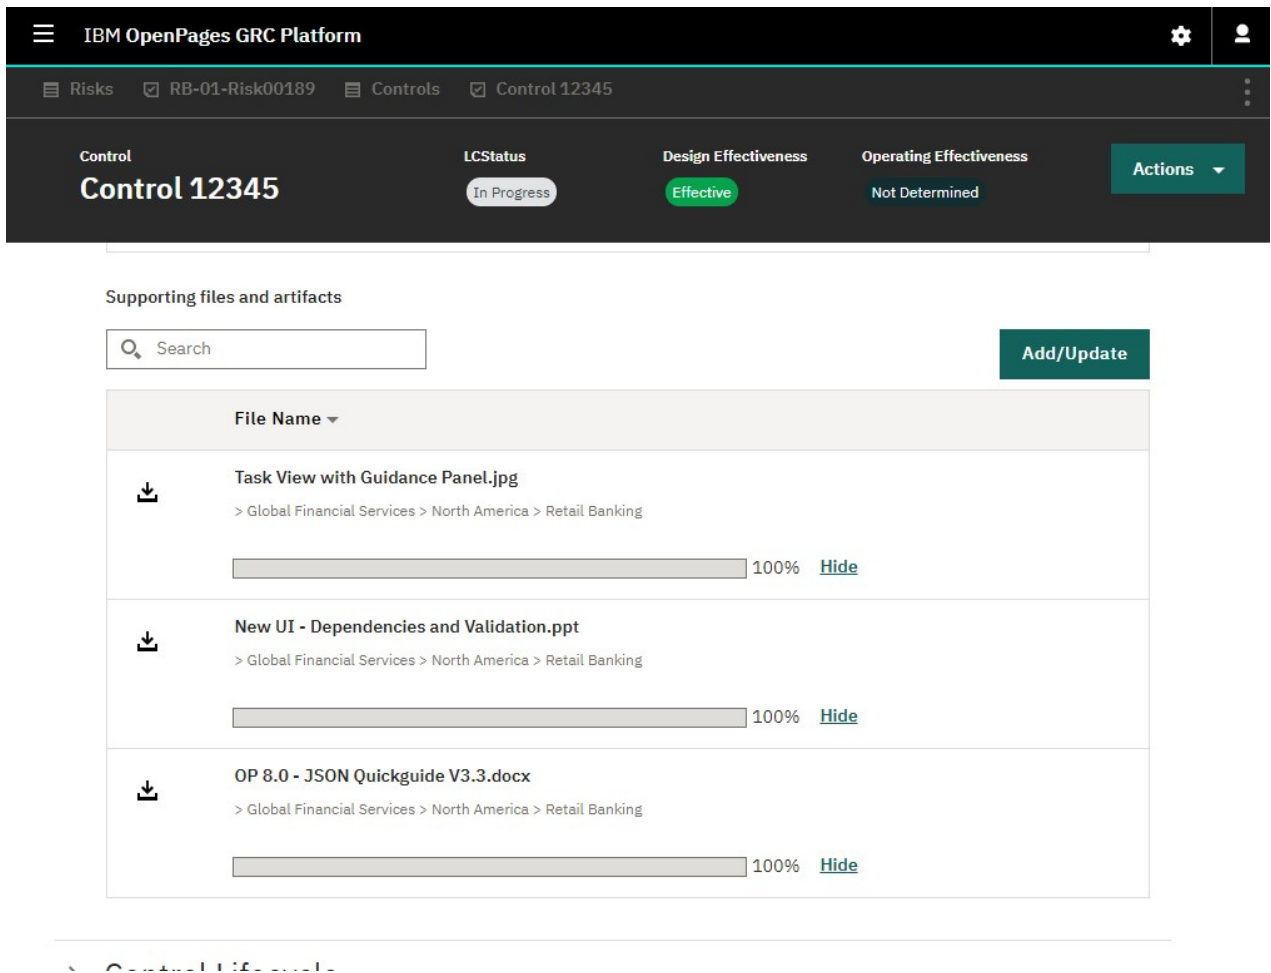 IBM OpenPages GRC Platform
Risks RB-01-Risk00189 Controls Control 12345
Control LCStatus Design Effectiveness Operating Effectiveness
Control 12345 In Progress Effective Not Determined Actions
Supporting files and artifacts
Search
Add/Update
File Name
Task View with Guidance Panel.jpg
> Global Financial Services > North America > Retail Banking
100% Hide
New UI - Dependencies and Validation.ppt
> Global Financial Services > North America > Retail Banking
100% Hide
OP 8.0 - JSON Quickguide V3.3.docx
> Global Financial Services > North America > Retail Banking
100% Hide
Control Lifecycle